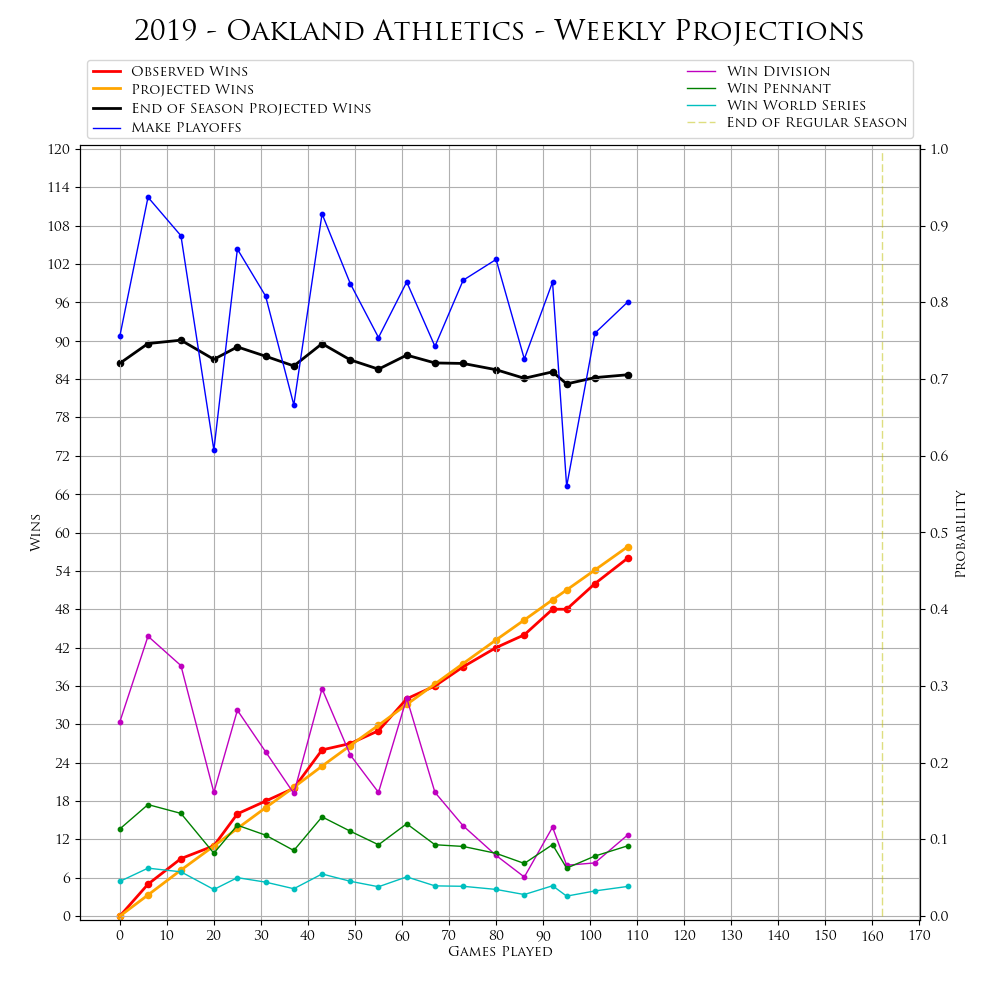 2019 - Oakland Athletics - Weekly Projections
Observed Wins
Projected Wins
End of Season Projected Wins
Make Playoffs
Win Division
Win Pennant
Win World Series
End of Regular Season
120
114
108
102
96
90
84
78
72
66
60
54
48
42
36
30
24
18
12
6
0
Wins
1.0
0.9
0.8
0.7
0.6
0.5
0.4
0.3
0.2
0.1
0.0
Probability
0 10 20 30 40 50 60 70 80 90 100 110 120 130 140 150 160 170
Games Played